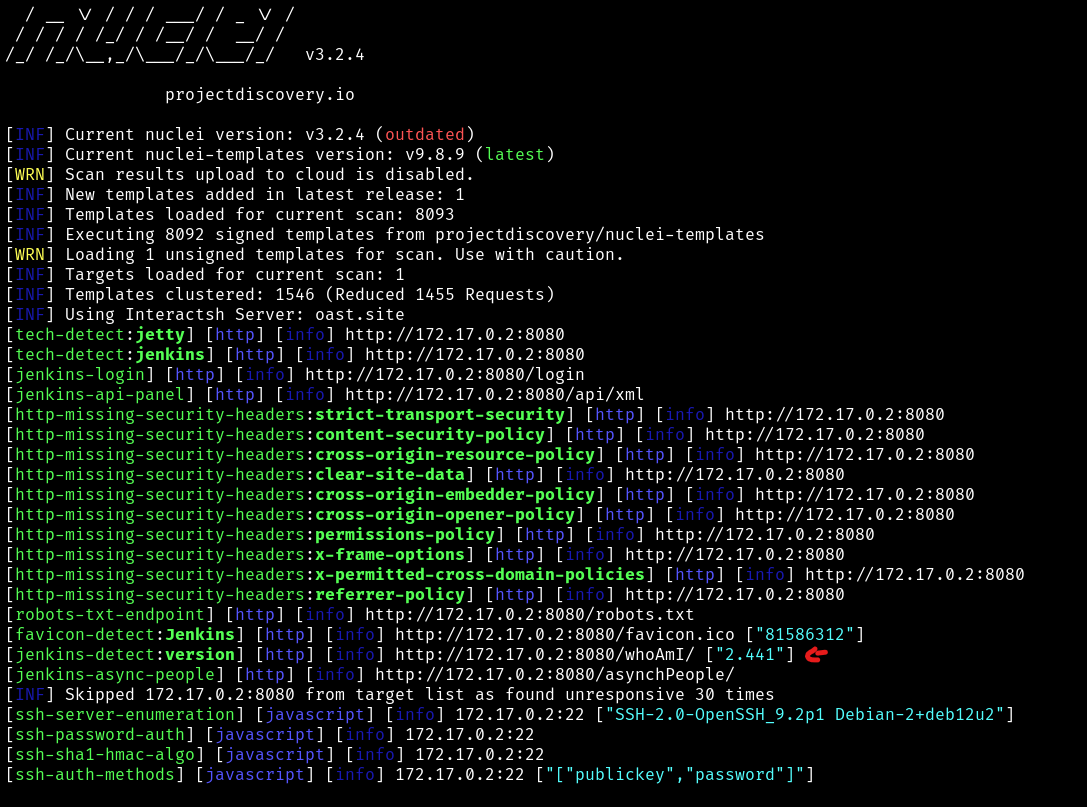 v3.2.4
projectdiscovery.io
[INF] Current nuclei version: v3.2.4 (outdated)
[INF] Current nuclei-templates version: v9.8.9 (latest)
[WRN] Scan results upload to cloud is disabled.
[INF] New templates added in latest release: 1
[INF] Templates loaded for current scan: 8093
[INF] Executing 8092 signed templates from projectdiscovery/nuclei-templates
[WRN] Loading 1 unsigned templates for scan. Use with caution.
[INF] Targets loaded for current scan: 1
[INF] Templates clustered: 1546 (Reduced 1455 Requests)
[INF] Using Interactsh Server: oast.site
[tech-detect:jetty] [http] [info] http://172.17.0.2:8080
[tech-detect:jenkins] [http] [info] http://172.17.0.2:8080
[jenkins-login] [http] [info] http://172.17.0.2:8080/login
[jenkins-api-panel] [http] [info] http://172.17.0.2:8080/api/xml
[http-missing-security-headers:strict-transport-security] [http] [info] http://172.17.0.2:8080
[http-missing-security-headers:content-security-policy] [http] [info] http://172.17.0.2:8080
[http-missing-security-headers:cross-origin-resource-policy] [http] [info] http://172.17.0.2:8080
[http-missing-security-headers:clear-site-data] [http] [info] http://172.17.0.2:8080
[http-missing-security-headers:cross-origin-embedder-policy] [http] [info] http://172.17.0.2:8080
[http-missing-security-headers:cross-origin-opener-policy] [http] [info] http://172.17.0.2:8080
[http-missing-security-headers:permissions-policy] [http] [info] http://172.17.0.2:8080
[http-missing-security-headers:x-frame-options] [http] [info] http://172.17.0.2:8080
[http-missing-security-headers:x-permitted-cross-domain-policies] [http] [info] http://172.17.0.2:8080
[http-missing-security-headers:referrer-policy] [http] [info] http://172.17.0.2:8080
[robots-txt-endpoint] [http] [info] http://172.17.0.2:8080/robots.txt
[favicon-detect:Jenkins] [http] [info] http://172.17.0.2:8080/favicon.ico ["81586312"]
[jenkins-detect:version] [http] [info] http://172.17.0.2:8080/whoAmI/ ["2.441"]
[jenkins-async-people] [http] [info] http://172.17.0.2:8080/asynchPeople/
[INF] Skipped 172.17.0.2:8080 from target list as found unresponsive 30 times
[ssh-server-enumeration] [javascript] [info] 172.17.0.2:22 ["SSH-2.0-OpenSSH_9.2p1 Debian-2+deb12u2"]
[ssh-password-auth] [javascript] [info] 172.17.0.2:22
[ssh-sha1-hmac-algo] [javascript] [info] 172.17.0.2:22
[ssh-auth-methods] [javascript] [info] 172.17.0.2:22 ["["publickey","password"]"]